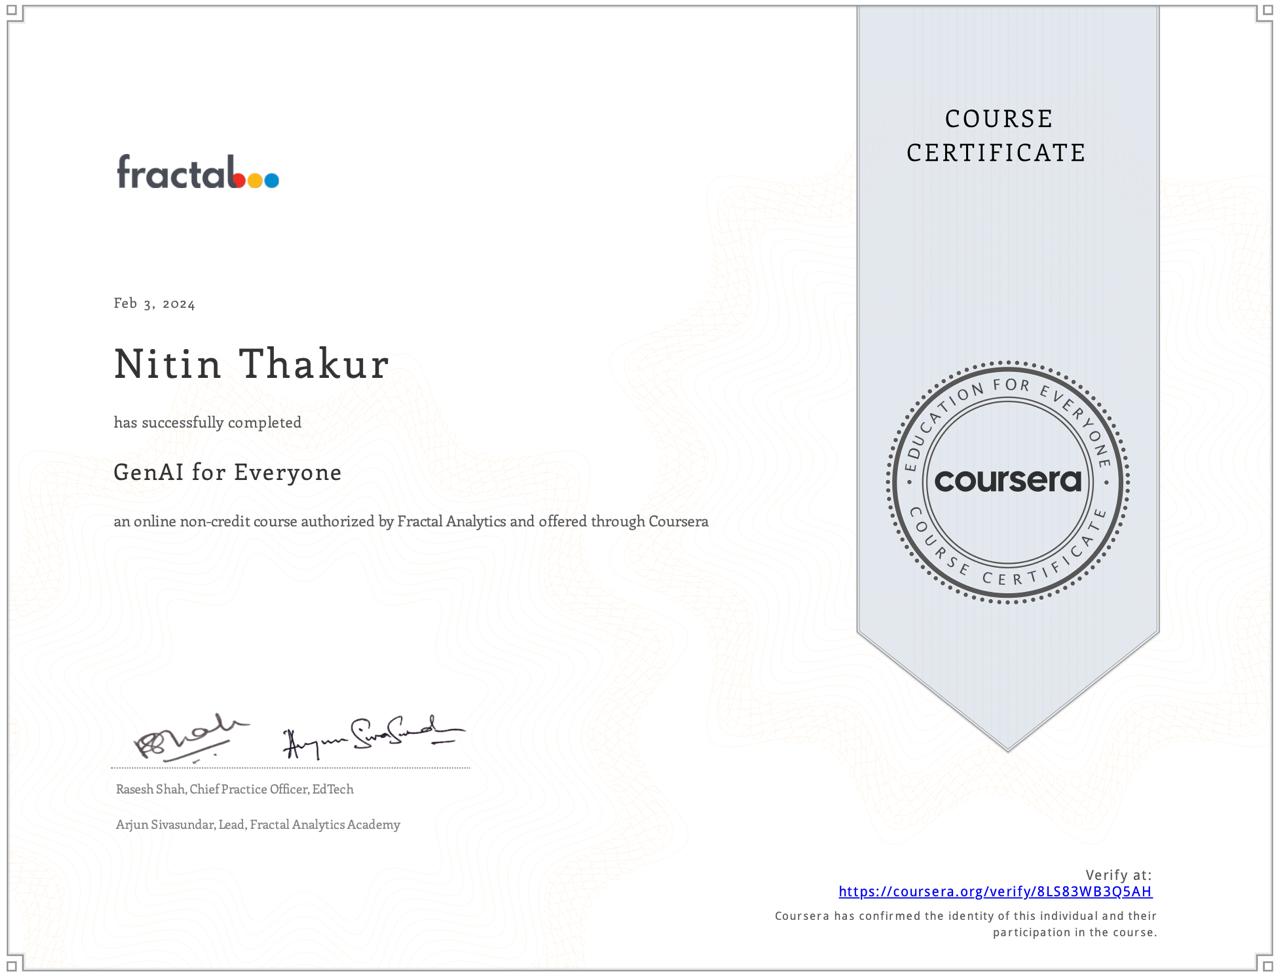 COURSE
CERTIFICATE
fractal
Feb 3, 2024
Nitin Thakur
has successfully completed
GenAI for Everyone
an online non-credit course authorized by Fractal Analytics and offered through Coursera
EDUCATION FOR EVERYONE
coursera
COURSE CERTIFICATE
Rasesh Shah, Chief Practice Officer, EdTech
Arjun Sivasundar, Lead, Fractal Analytics Academy
Verify at:
https://coursera.org/verify/8LS83WB3Q5AH
Coursera has confirmed the identity of this individual and their
participation in the course.